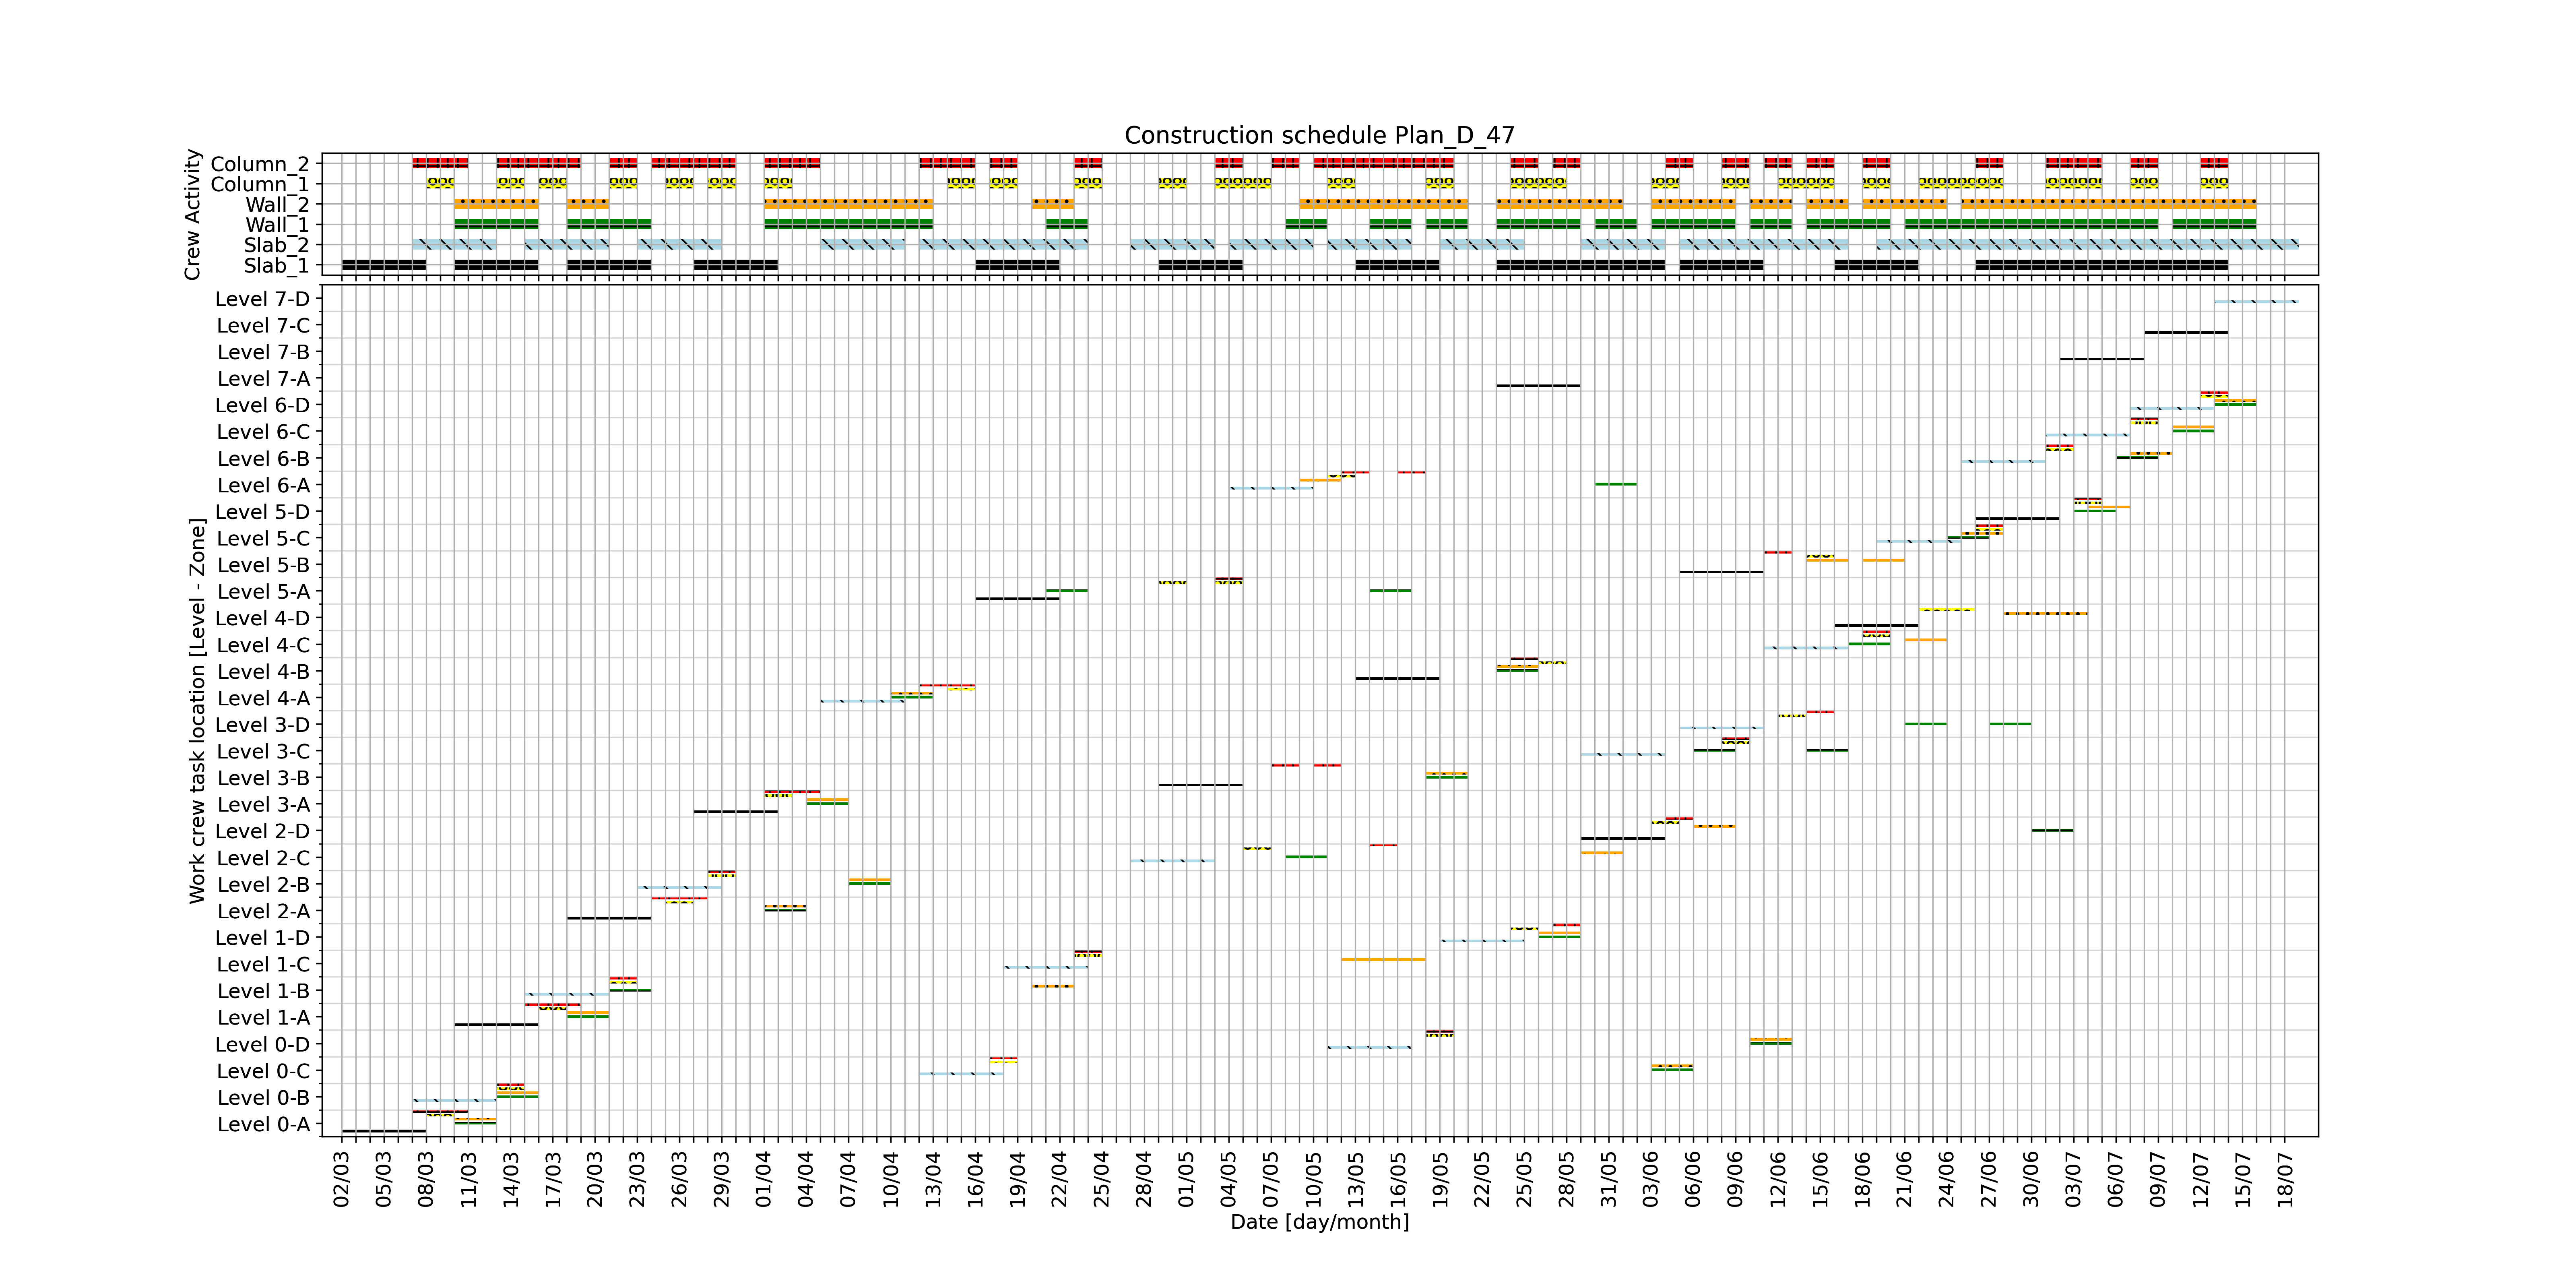 Construction schedule Plan_D_47
Crew Activity
Column_2
Column_1
Wall_2
Wall_1
Slab_2
Slab_1
Work crew task location [Level - Zone]
Level 7-D
Level 7-C
Level 7-B
Level 7-A
Level 6-D
Level 6-C
Level 6-B
Level 6-A
Level 5-D
Level 5-C
Level 5-B
Level 5-A
Level 4-D
Level 4-C
Level 4-B
Level 4-A
Level 3-D
Level 3-C
Level 3-B
Level 3-A
Level 2-D
Level 2-C
Level 2-B
Level 2-A
Level 1-D
Level 1-C
Level 1-B
Level 1-A
Level 0-D
Level 0-C
Level 0-B
Level 0-A
02/03 05/03 08/03 11/03 14/03 17/03 20/03 23/03 26/03 29/03 01/04 04/04 07/04 10/04 13/04 16/04 19/04 22/04 25/04 28/04 01/05 04/05 07/05 10/05 13/05 16/05 19/05 22/05 25/05 28/05 31/05 03/06 06/06 09/06 12/06 15/06 18/06 21/06 24/06 27/06 30/06 03/07 06/07 09/07 12/07 15/07 18/07
Date [day/month]